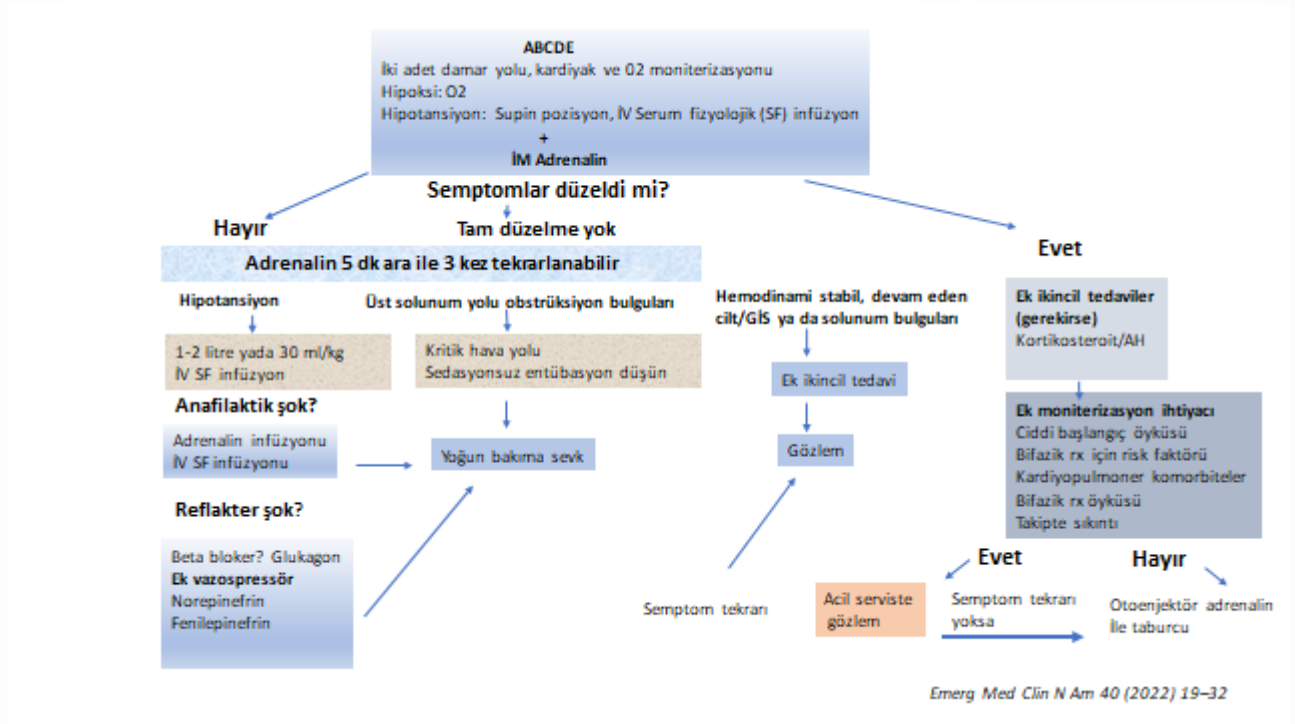 ABCDE
İki adet damar yolu, kardiyak ve 02 moniterizasyonu
Hipoksi: O2
Hipotansiyon: Supin pozisyon, İV Serum fizyolojik (SF) infüzyon
+
İM Adrenalin
Semptomlar düzeldi mi?
Hayır
Tam düzelme yok
Evet
Adrenalin 5 dk ara ile 3 kez tekrarlanabilir
Hipotansiyon
Üst solunum yolu obstrüksiyon bulguları
Hemodinami stabil, devam eden
cilt/GİS ya da solunum bulguları
Ek ikincil tedaviler
(gerekirse)
Kortikosteroit/AH
1-2 litre yada 30 ml/kg
İV SF infüzyon
Kritik hava yolu
Sedasyonsuz entübasyon düşün
Ek ikincil tedavi
Anafilaktik şok?
Adrenalin infüzyonu
İV SF infüzyonu
Yoğun bakıma sevk
Gözlem
Ek moniterizasyon ihtiyacı
Ciddi başlangıç öyküsü
Bifazik rx için risk faktörü
Kardiyopulmoner komorbiteler
Bifazik rx öyküsü
Takipte sıkıntı
Reflakter şok?
Beta bloker? Glukagon
Ek vazospressör
Norepinefrin
Fenilepinefrin
Evet
Hayır
Semptom tekrarı
Acil serviste
gözlem
Semptom tekrarı
yoksa
Otoenjektör adrenalin
İle taburcu
Emerg Med Clin N Am 40 (2022) 19–32